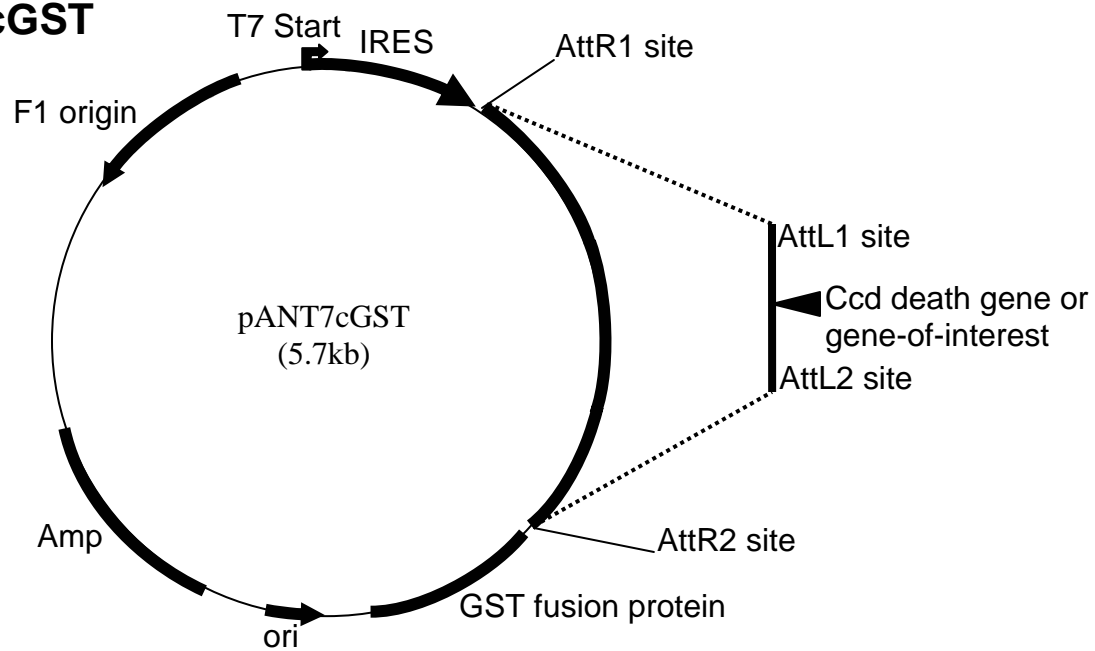 cGST
T7 Start
IRES
AttR1 site
F1 origin
AttL1 site
Ccd death gene or
gene-of-interest
pANT7cGST
(5.7kb)
AttL2 site
Amp
AttR2 site
GST fusion protein
ori